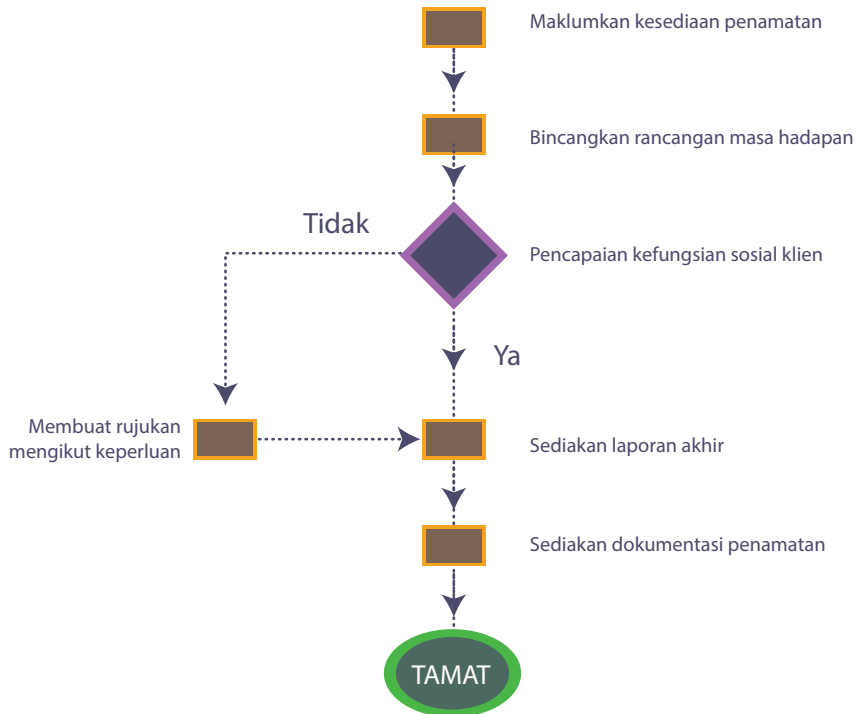 Maklumkan kesediaan penamatan
Bincangkan rancangan masa hadapan
Tidak
Pencapaian kefungsian sosial klien
Ya
Membuat rujukan
mengikut keperluan
Sediakan laporan akhir
Sediakan dokumentasi penamatan
TAMAT